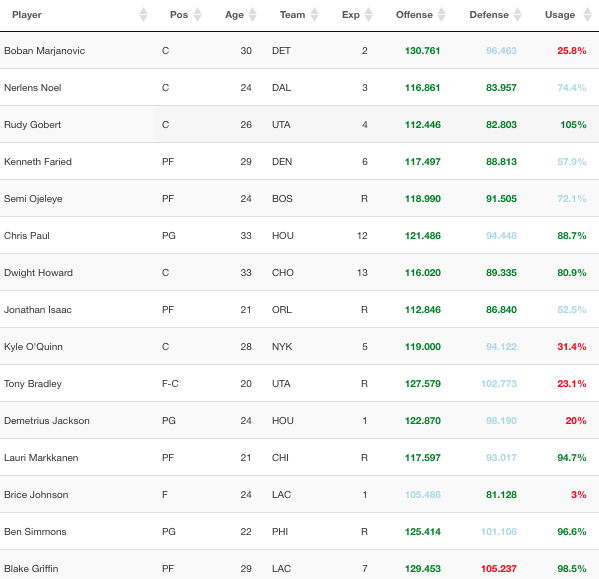 Player Pos Age Team Exp Offense Defense Usage
Boban Marjanovic C 30 DET 2 130.761 96.463 25.8%
Nerlens Noel C 24 DAL 3 116.861 83.957 74.4%
Rudy Gobert C 26 UTA 4 112.446 82.803 105%
Kenneth Faried PF 29 DEN 6 117.497 88.813 57.9%
Semi Ojeleye PF 24 BOS R 118.990 91.505 72.1%
Chris Paul PG 33 HOU 12 121.486 94.448 88.7%
Dwight Howard C 33 CHO 13 116.020 89.335 80.9%
Jonathan Isaac PF 21 ORL R 112.846 86.840 52.5%
Kyle O'Quinn C 28 NYK 5 119.000 94.122 31.4%
Tony Bradley F-C 20 UTA R 127.579 102.773 23.1%
Demetrius Jackson PG 24 HOU 1 122.870 98.190 20%
Lauri Markkanen PF 21 CHI R 117.597 93.017 94.7%
Brice Johnson F 24 LAC 1 105.486 81.128 3%
Ben Simmons PG 22 PHI R 125.414 101.108 96.6%
Blake Griffin PF 29 LAC 7 129.453 105.237 98.5%